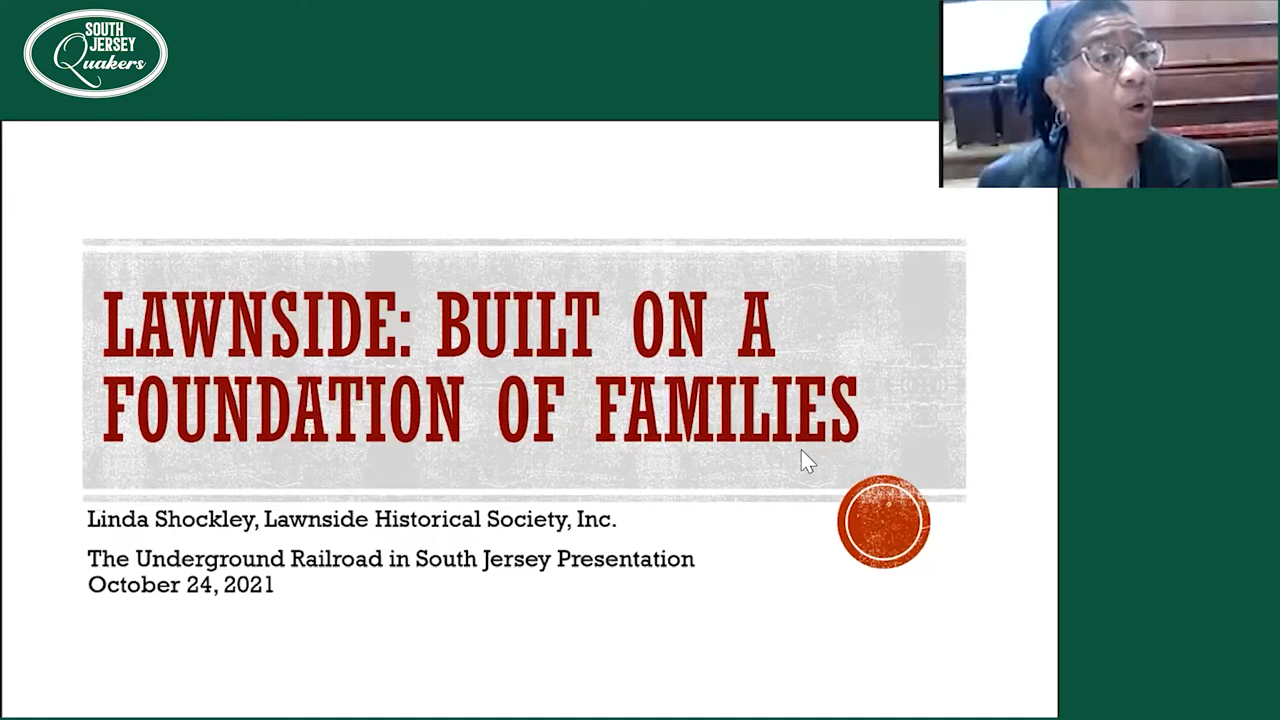 SOUTH
JERSEY
Quakers
LAWNSIDE: BUILT ON A
FOUNDATION OF FAMILIES
Linda Shockley, Lawnside Historical Society, Inc.
The Underground Railroad in South Jersey Presentation
October 24, 2021